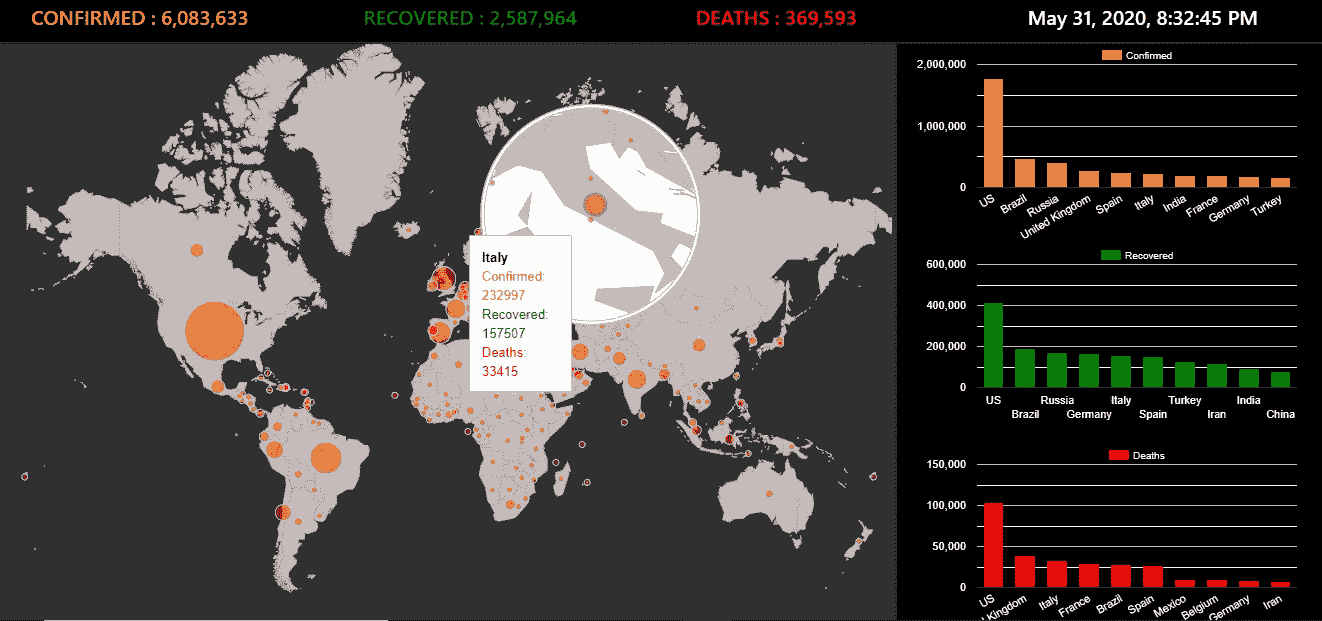 CONFIRMED : 6,083,633
RECOVERED : 2,587,964
DEATHS : 369,593
May 31, 2020, 8:32:45 PM
Italy
Confirmed:
232997
Recovered:
157507
Deaths:
33415
Confirmed
2,000,000
1,000,000
0
US
Brazil
Russia
United Kingdom
Spain
Italy
India
France
Germany
Turkey
Recovered
600,000
400,000
200,000
0
US
Brazil
Russia
Germany
Italy
Spain
Turkey
Iran
India
China
Deaths
150,000
100,000
50,000
0
US
Kingdom
Italy
France
Brazil
Spain
Mexico
Belgium
Germany
Iran